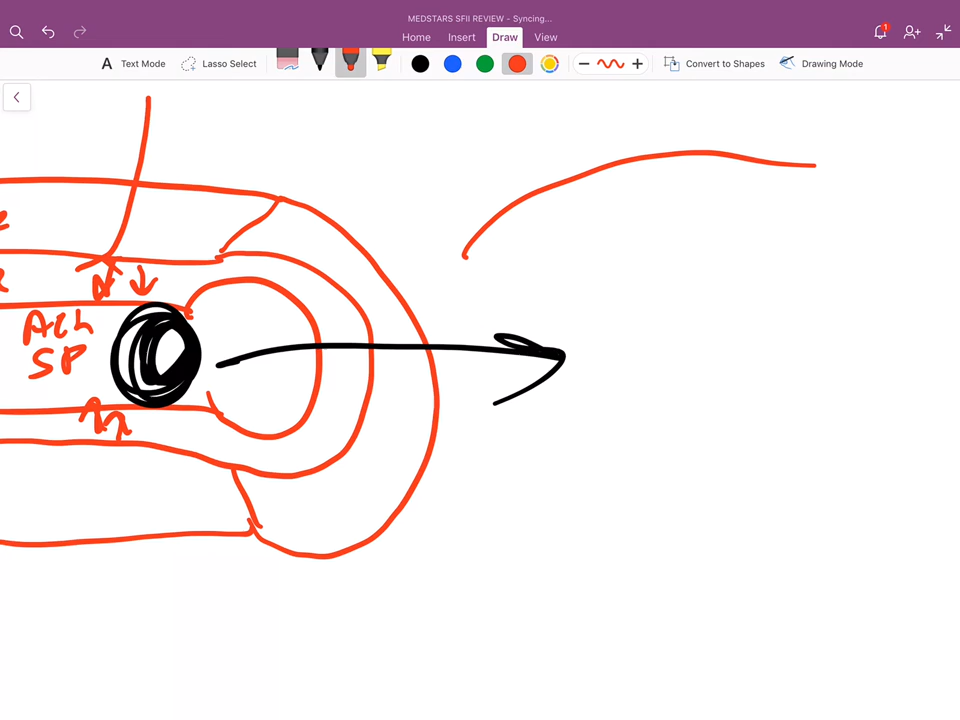 MEDSTARS SFII REVIEW - Syncing...
Home Insert Draw View
1
A Text Mode Lasso Select Convert to Shapes Drawing Mode
Ach
SP